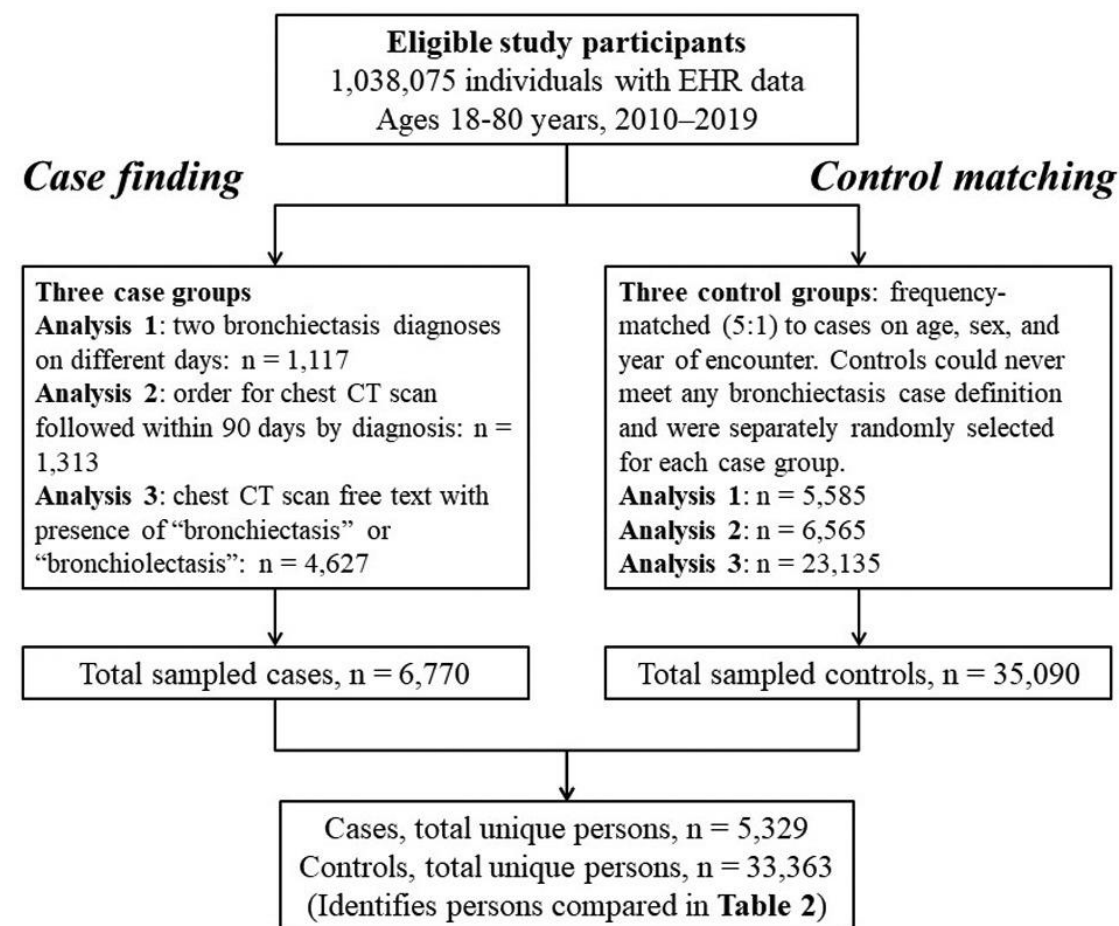 Eligible study participants
1,038,075 individuals with EHR data
Ages 18-80 years, 2010–2019
Case finding
Control matching
Three case groups
Analysis 1: two bronchiectasis diagnoses
on different days: n = 1,117
Analysis 2: order for chest CT scan
followed within 90 days by diagnosis: n =
1,313
Analysis 3: chest CT scan free text with
presence of “bronchiectasis” or
“bronchiolectasis”: n = 4,627
Three control groups: frequency-
matched (5:1) to cases on age, sex, and
year of encounter. Controls could never
meet any bronchiectasis case definition
and were separately randomly selected
for each case group.
Analysis 1: n = 5,585
Analysis 2: n = 6,565
Analysis 3: n = 23,135
Total sampled cases, n = 6,770
Total sampled controls, n = 35,090
Cases, total unique persons, n = 5,329
Controls, total unique persons, n = 33,363
(Identifies persons compared in Table 2)